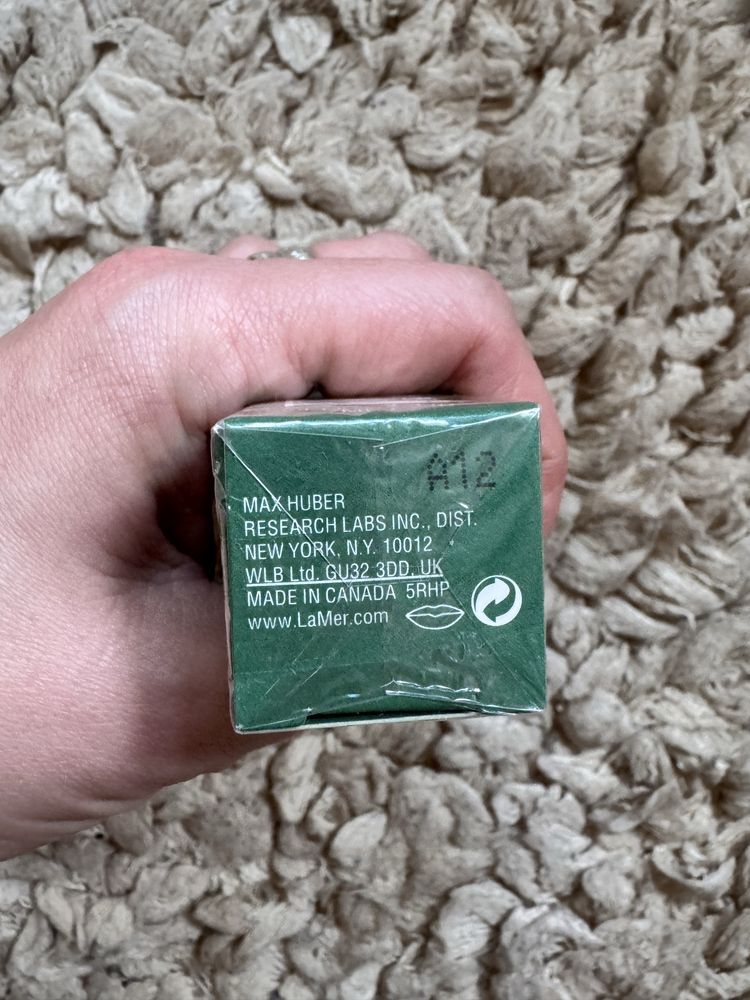 A12
MAX HUBER
RESEARCH LABS INC., DIST.
NEW YORK, N.Y. 10012
WLB Ltd. GU32 3DD, UK
MADE IN CANADA 5RHP
www.LaMer.com